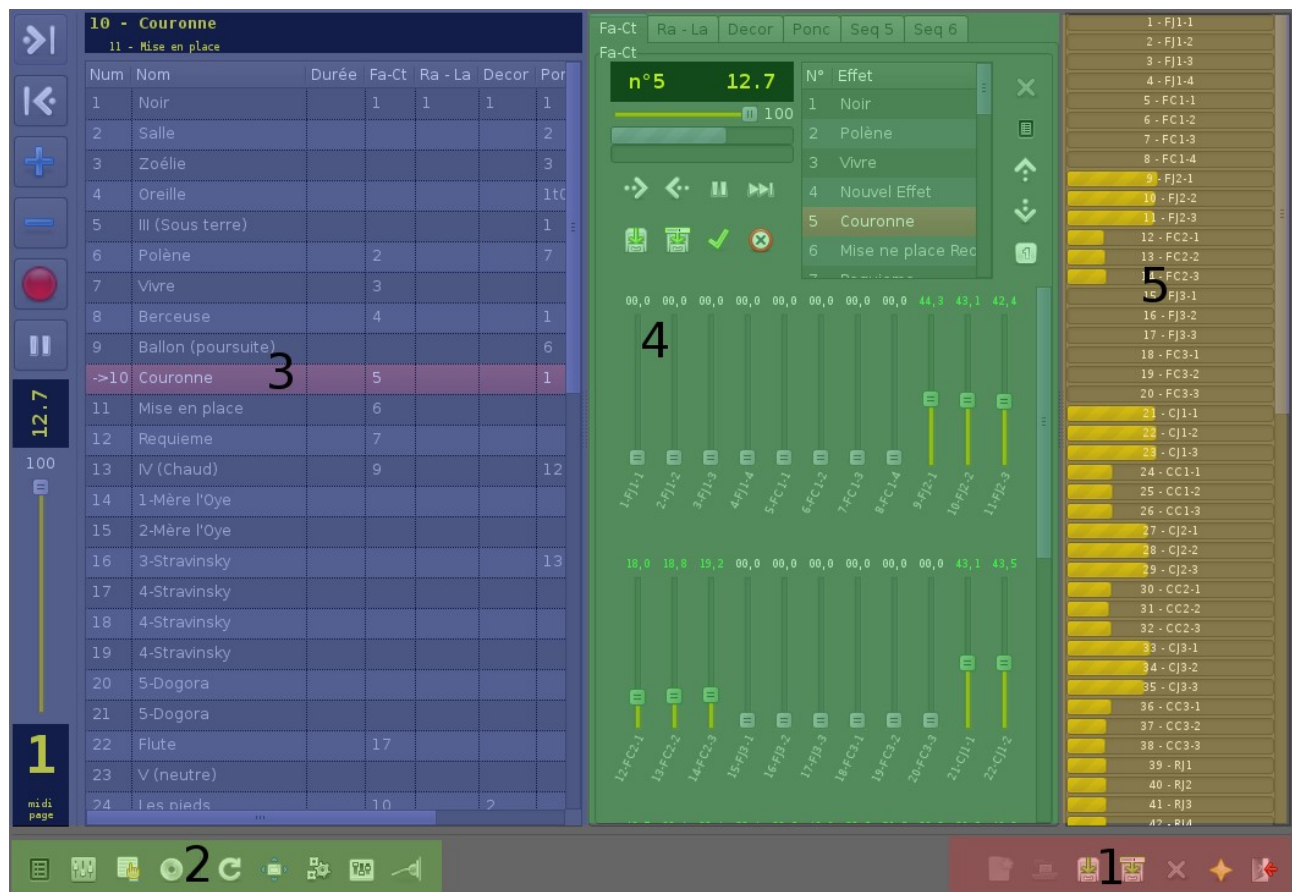 10 - Couronne
11 - Mise en place
Num Nom Durée Fa-Ct Ra - La Decor Por
1 Noir 1 1 1 1
2 Salle 2
3 Zoélie 3
4 Oreille 1t0
5 III (Sous terre) 1
6 Polène 2 7
7 Vivre 3
8 Berceuse 4 1
9 Ballon (poursuite) 6
->10 Couronne 5 1
11 Mise en place 6
12 Requieme 7
13 IV (Chaud) 9 12
14 1-Mère l'Oye
15 2-Mère l'Oye
16 3-Stravinsky 13
17 4-Stravinsky
18 4-Stravinsky
19 4-Stravinsky
20 5-Dogora
21 5-Dogora
22 Flute 17
23 V (neutre)
24 Les pieds 10 2
3
12.7
100
1
midi
page
Fa-Ct Ra - La Decor Ponc Seq 5 Seq 6
Fa-Ct
n°5 12.7
100
N° Effet
1 Noir
2 Polène
3 Vivre
4 Nouvel Effet
5 Couronne
6 Mise ne place Rec
7 Requieme
1
4
00,0 00,0 00,0 00,0 00,0 00,0 00,0 00,0 44,3 43,1 42,4
1-FJ1-1 2-FJ1-2 3-FJ1-3 4-FJ1-4 5-FC1-1 6-FC1-2 7-FC1-3 8-FC1-4 9-FJ2-1 10-FJ2-2 11-FJ2-3
18,0 18,8 19,2 00,0 00,0 00,0 00,0 00,0 00,0 43,1 43,5
12-FC2-1 13-FC2-2 14-FC2-3 15-FJ3-1 16-FJ3-2 17-FJ3-3 18-FC3-1 19-FC3-2 20-FC3-3 21-CJ1-1 22-CJ1-2
1 - FJ1-1
2 - FJ1-2
3 - FJ1-3
4 - FJ1-4
5 - FC1-1
6 - FC1-2
7 - FC1-3
8 - FC1-4
9 - FJ2-1
10 - FJ2-2
11 - FJ2-3
12 - FC2-1
13 - FC2-2
14 - FC2-3
5
15 - FJ3-1
16 - FJ3-2
17 - FJ3-3
18 - FC3-1
19 - FC3-2
20 - FC3-3
21 - CJ1-1
22 - CJ1-2
23 - CJ1-3
24 - CC1-1
25 - CC1-2
26 - CC1-3
27 - CJ2-1
28 - CJ2-2
29 - CJ2-3
30 - CC2-1
31 - CC2-2
32 - CC2-3
33 - CJ3-1
34 - CJ3-2
35 - CJ3-3
36 - CC3-1
37 - CC3-2
38 - CC3-3
39 - RJ1
40 - RJ2
41 - RJ3
42 - RJ4
2
1